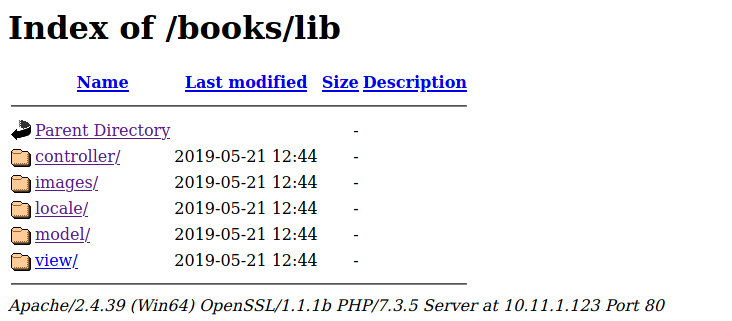 Index of /books/lib
Name Last modified Size Description
Parent Directory -
controller/ 2019-05-21 12:44 -
images/ 2019-05-21 12:44 -
locale/ 2019-05-21 12:44 -
model/ 2019-05-21 12:44 -
view/ 2019-05-21 12:44 -
Apache/2.4.39 (Win64) OpenSSL/1.1.1b PHP/7.3.5 Server at 10.11.1.123 Port 80